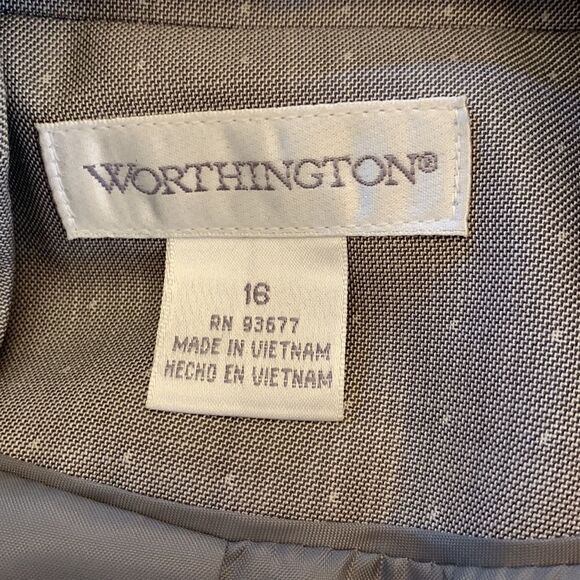 WORTHINGTON®
16
RN 93677
MADE IN VIETNAM
HECHO EN VIETNAM